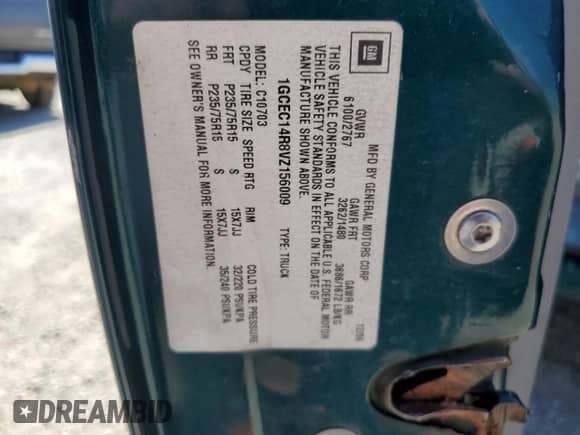 GM
MFD BY GENERAL MOTORS CORP 12/96
GVWR GAWR FRT GAWR RR
6100/2767 3262/1480 3686/1672 LB/KG
THIS VEHICLE CONFORMS TO ALL APPLICABLE U.S. FEDERAL MOTOR
VEHICLE SAFETY STANDARDS IN EFFECT ON THE DATE OF
MANUFACTURE SHOWN ABOVE.
1GCEC14R8VZ156009 TYPE: TRUCK
MODEL: C10703
CPDY TIRE SIZE SPEED RTG RIM COLD TIRE PRESSURE
FRT P235/75R15 S 15X7JJ 32/220 PSI/KPA
RR P235/75R15 S 15X7JJ 35/240 PSI/KPA
SEE OWNER'S MANUAL FOR MORE INFORMATION
DREAMBID